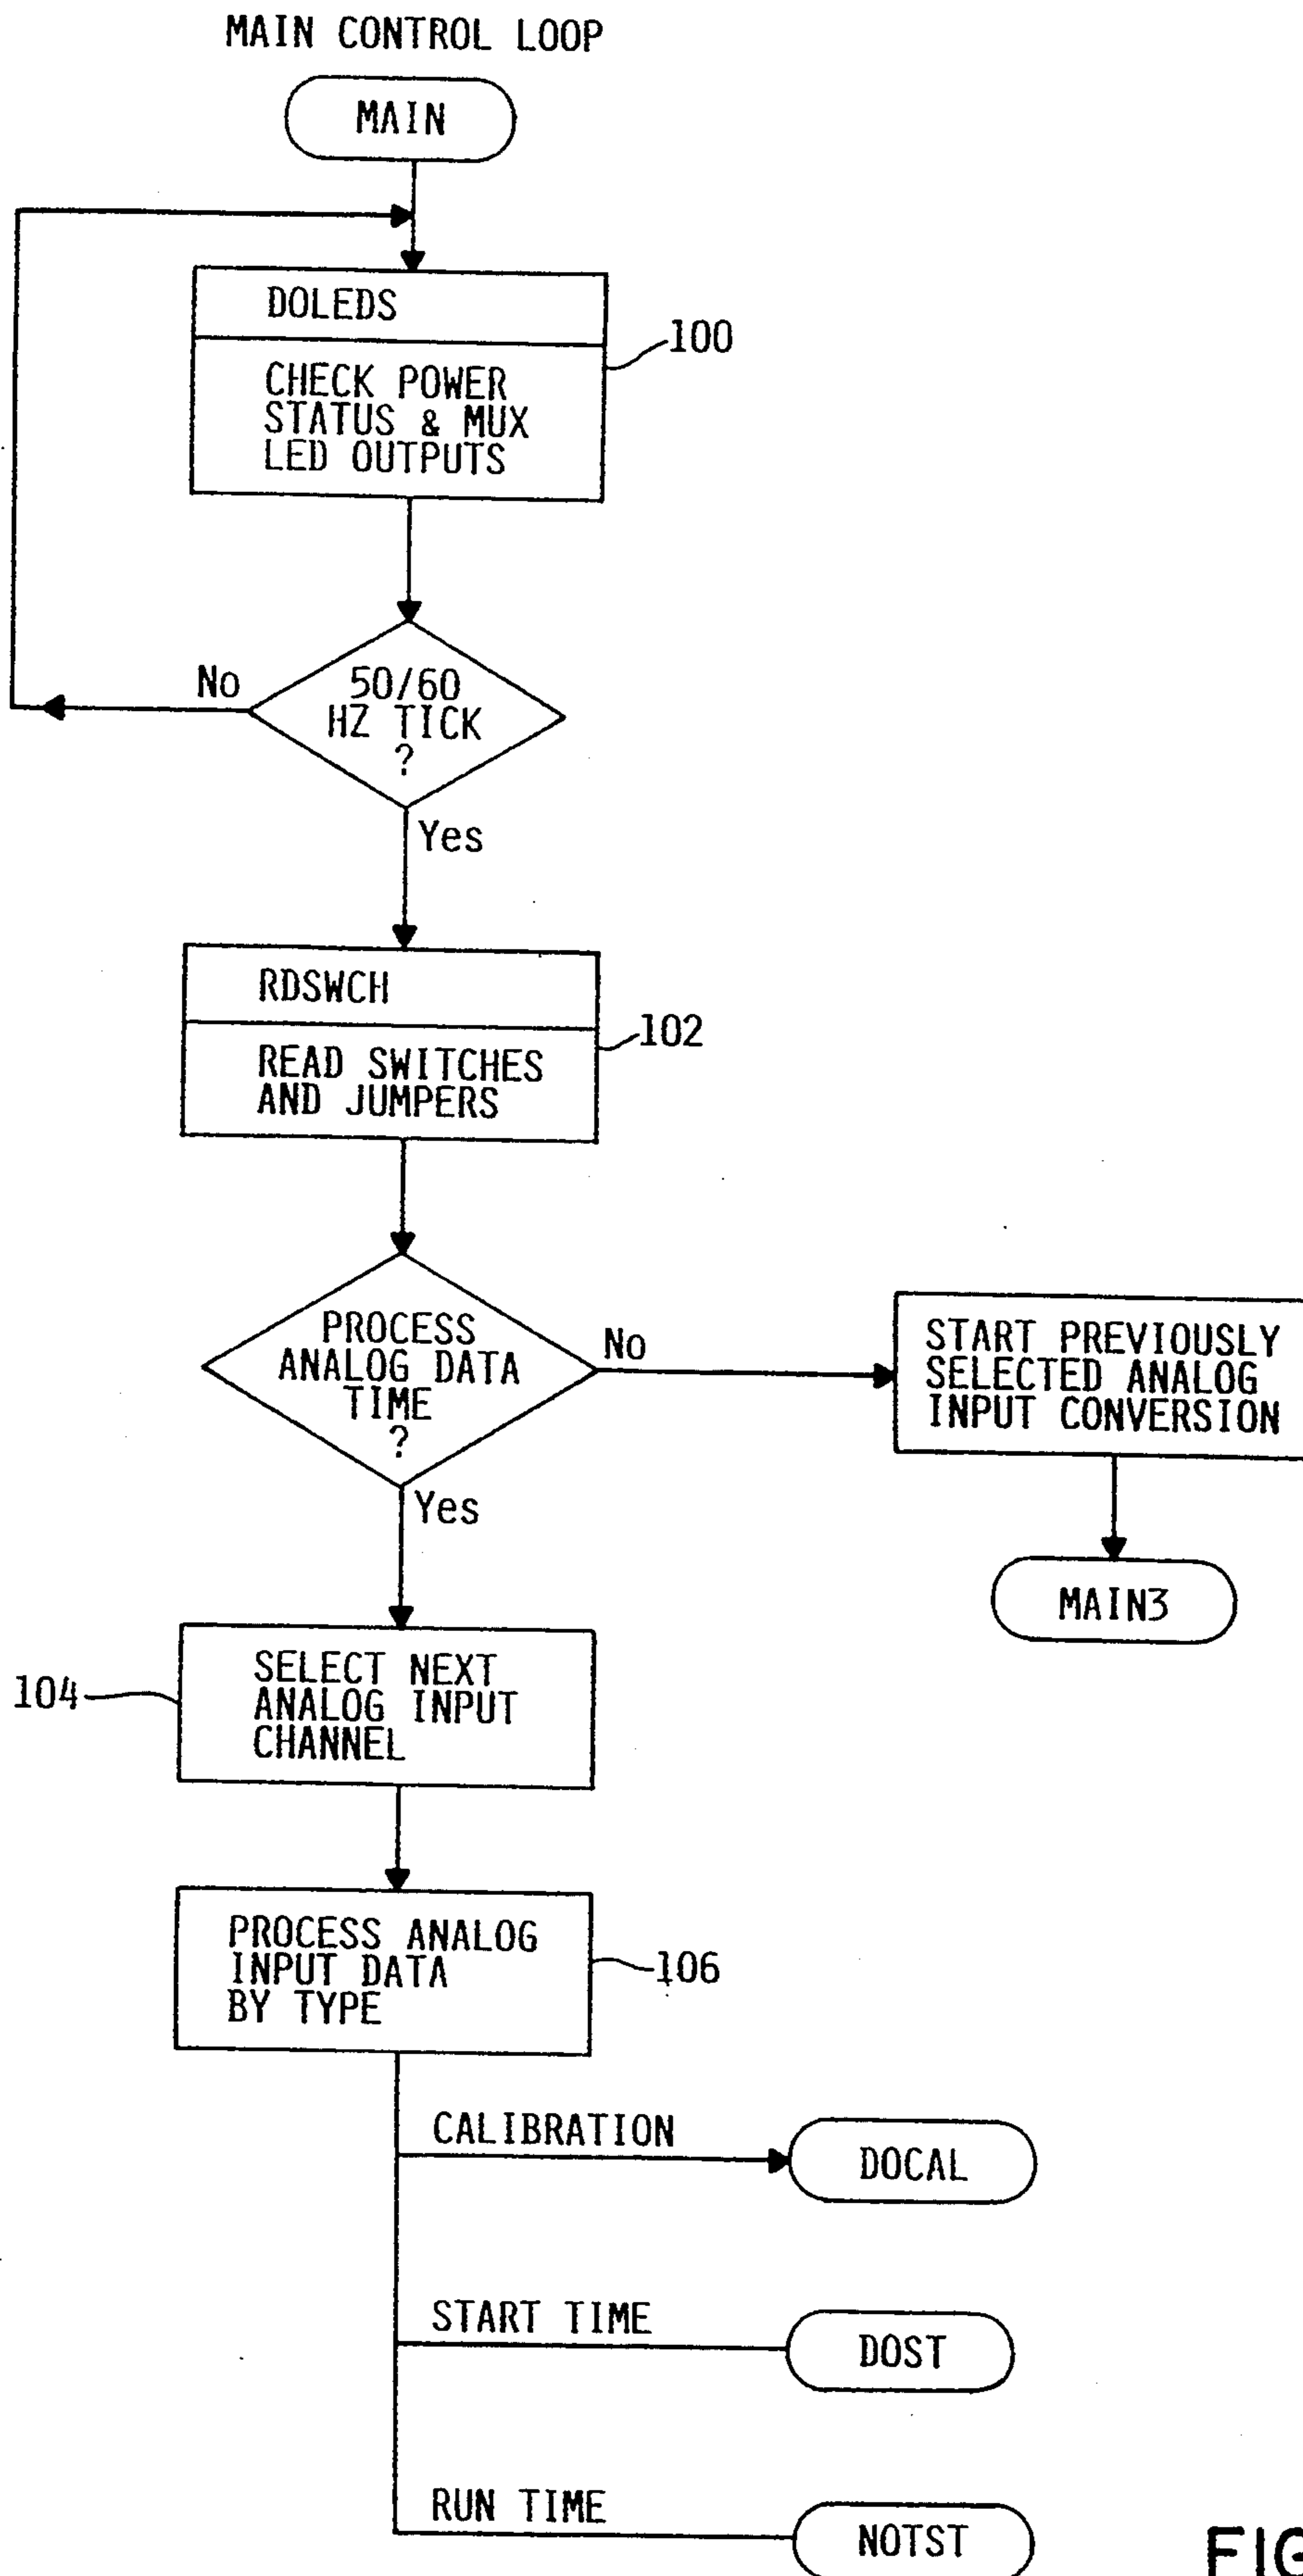 MAIN CONTROL LOOP
MAIN
DOLEDS
100
CHECK POWER
STATUS & MUX
LED OUTPUTS
No
50/60
HZ TICK
?
Yes
RDSWCH
102
READ SWITCHES
AND JUMPERS
PROCESS
ANALOG DATA
TIME
?
No
START PREVIOUSLY
SELECTED ANALOG
INPUT CONVERSION
Yes
MAIN3
104
SELECT NEXT
ANALOG INPUT
CHANNEL
PROCESS ANALOG
INPUT DATA
BY TYPE
106
CALIBRATION
DOCAL
START TIME
DOST
RUN TIME
NOTST
FIG